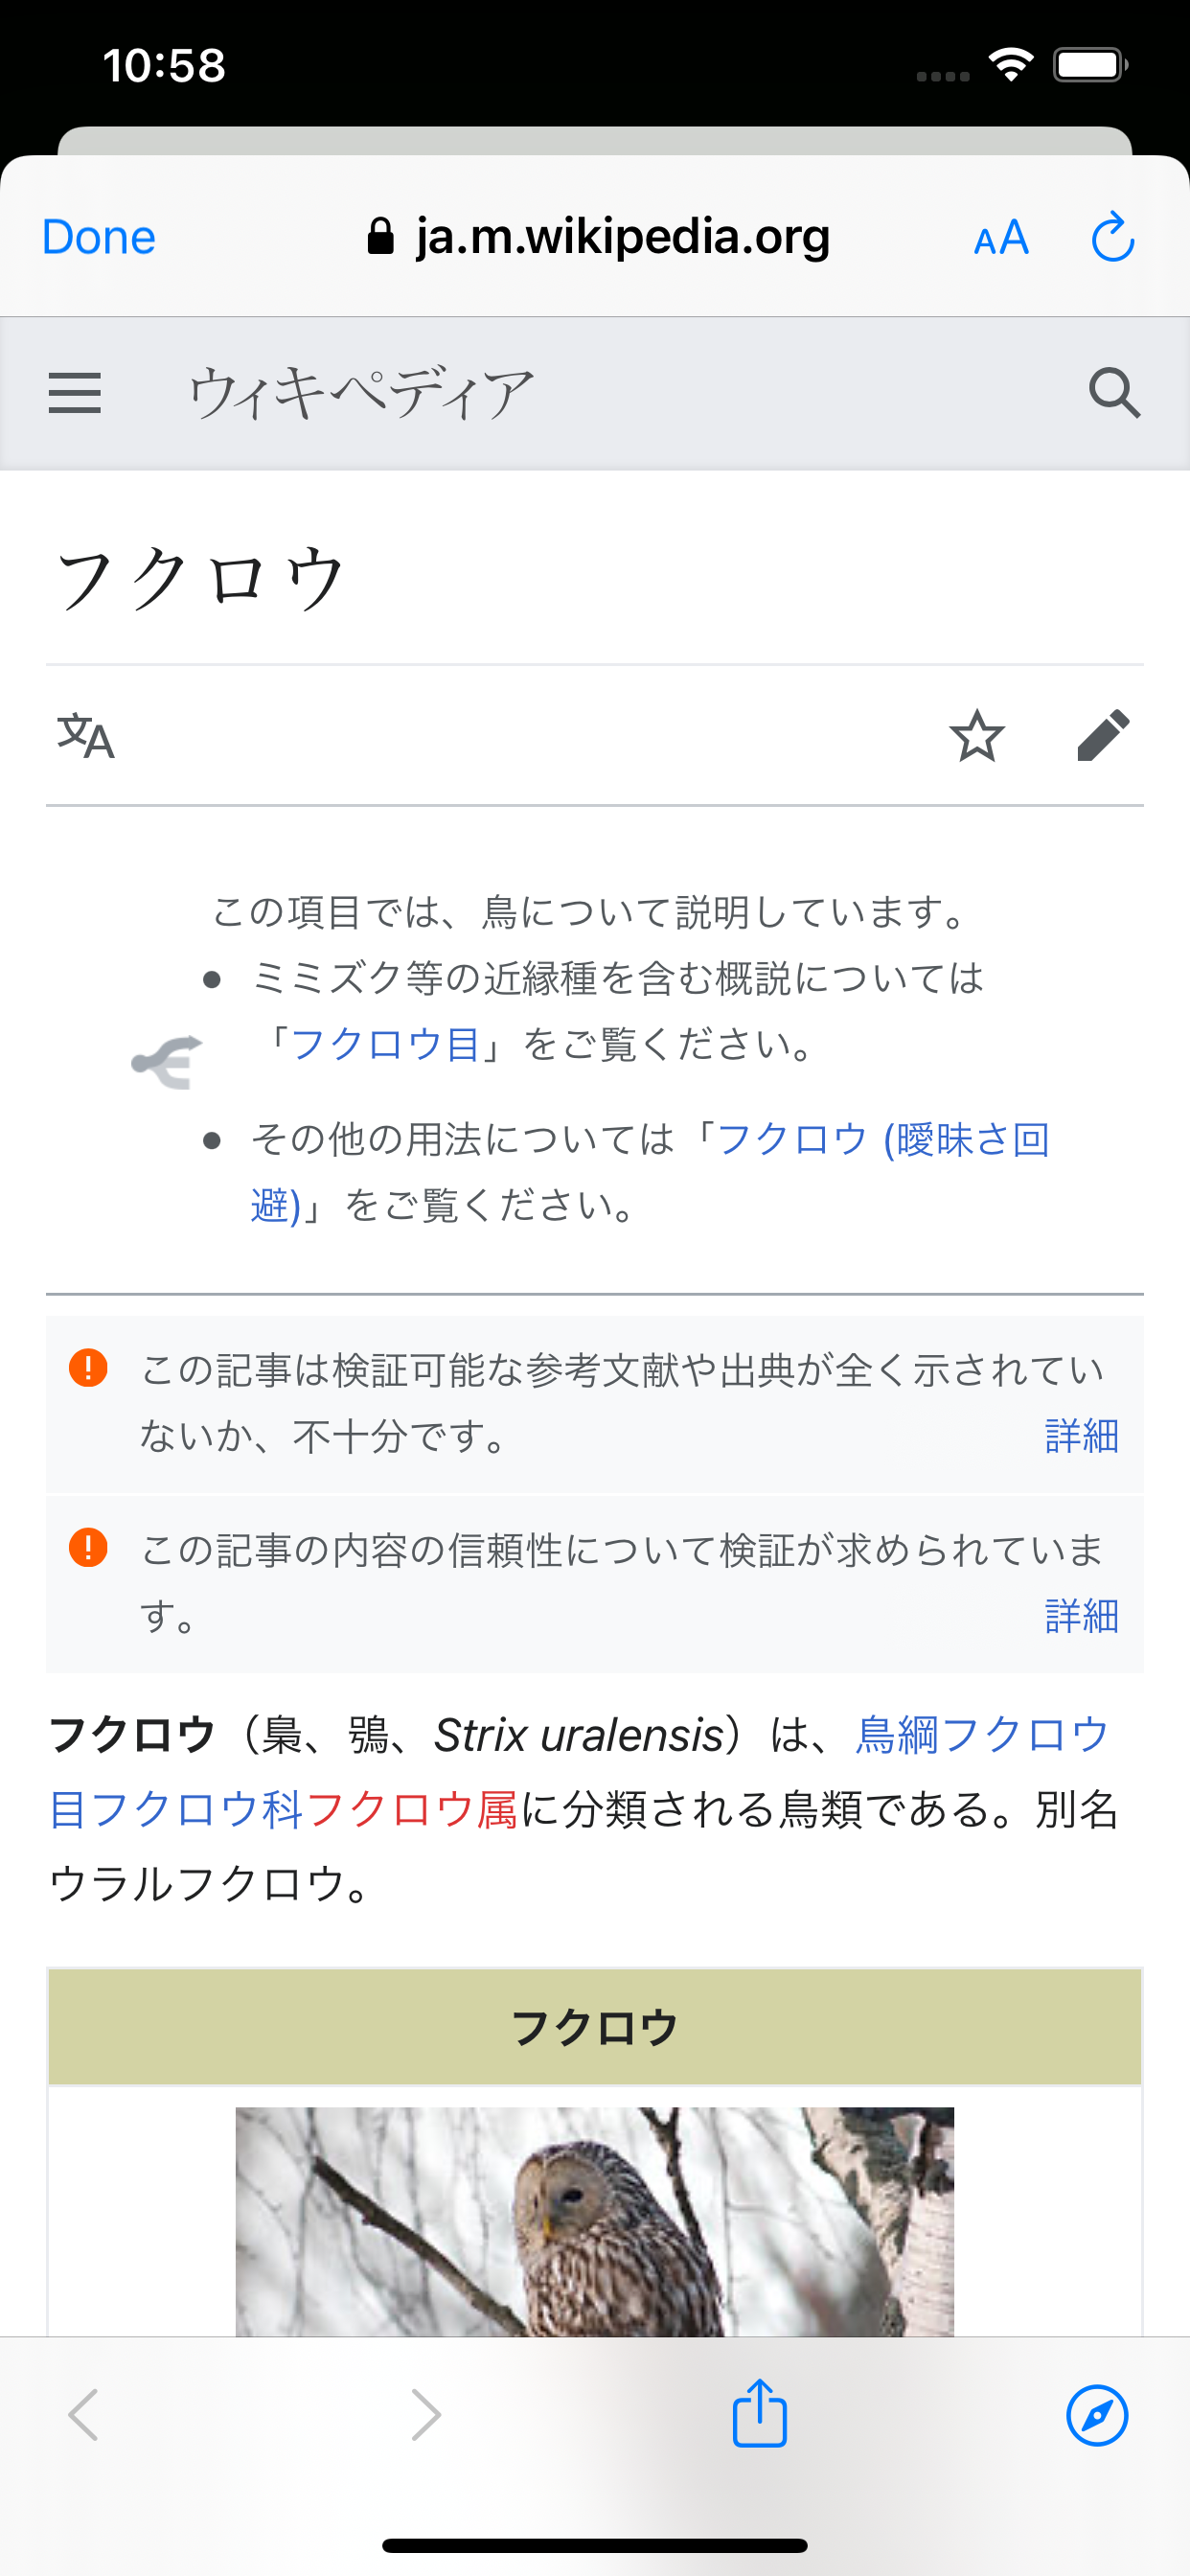 10:58
Done
ja.m.wikipedia.org
AA
ウィキペディア
フクロウ
文A
この項目では、鳥について説明しています。
ミミズク等の近縁種を含む概説については
「フクロウ目」をご覧ください。
その他の用法については「フクロウ (曖昧さ回
避)」をご覧ください。
この記事は検証可能な参考文献や出典が全く示されてい
ないか、不十分です。 詳細
この記事の内容の信頼性について検証が求められていま
す。 詳細
フクロウ（梟、鴞、Strix uralensis）は、鳥綱フクロウ
目フクロウ科フクロウ属に分類される鳥類である。別名
ウラルフクロウ。
フクロウ